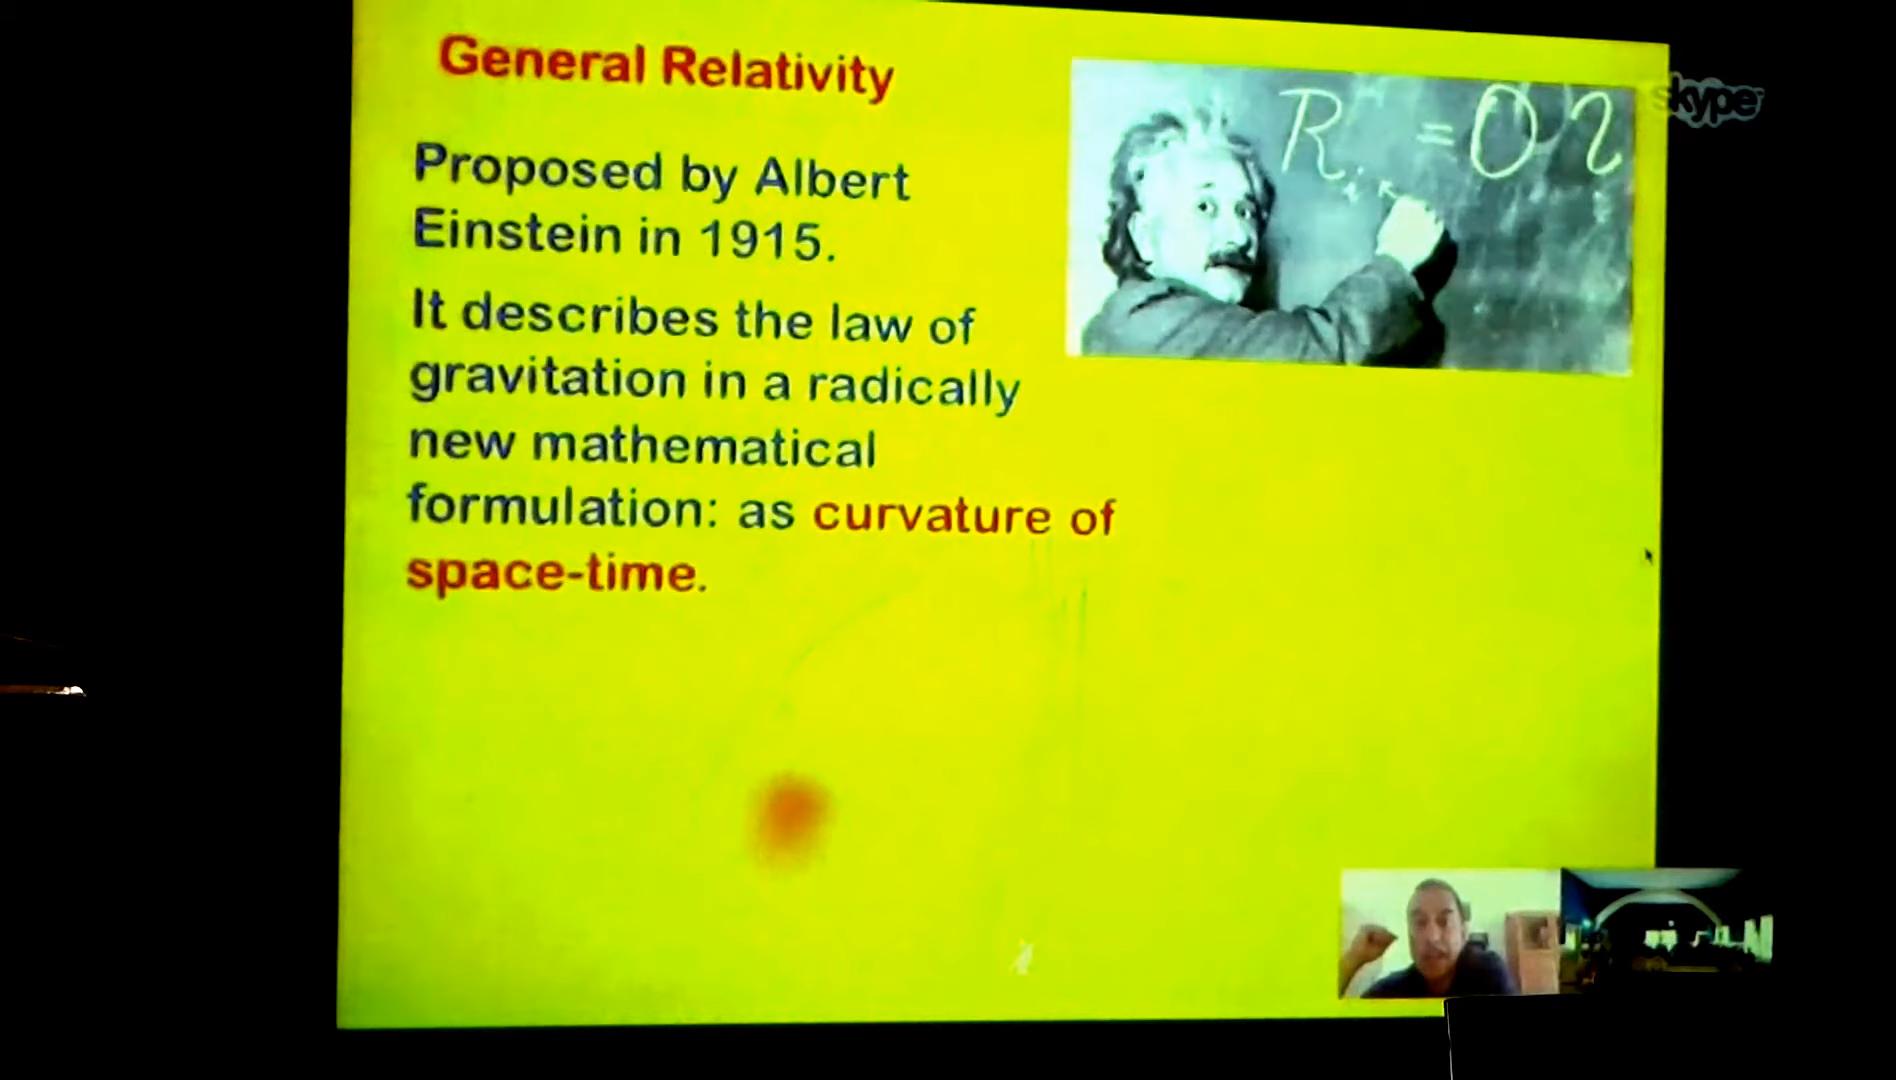 General Relativity
Proposed by Albert
Einstein in 1915.
It describes the law of
gravitation in a radically
new mathematical
formulation: as curvature of
space-time.
R = 0 ?
skype